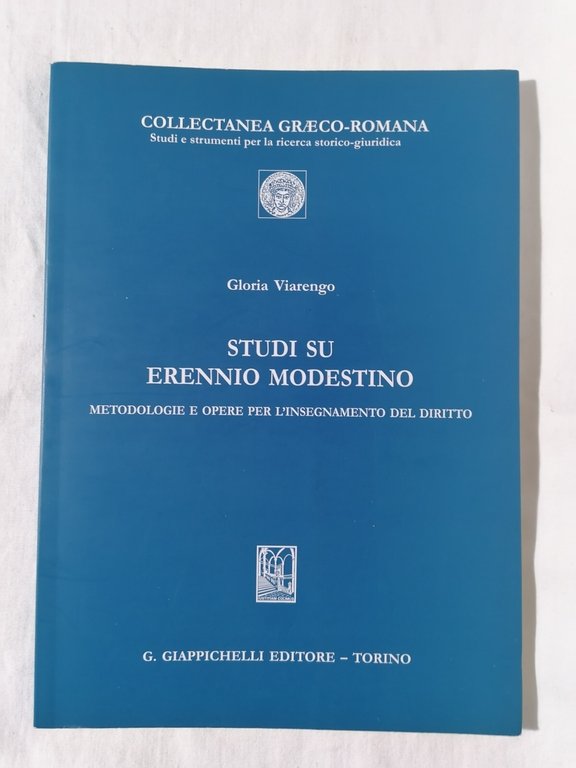 COLLECTANEA GRÆCO-ROMANA
Studi e strumenti per la ricerca storico-giuridica
Gloria Viarengo
STUDI SU
ERENNIO MODESTINO
METODOLOGIE E OPERE PER L'INSEGNAMENTO DEL DIRITTO
G. GIAPPICHELLI EDITORE – TORINO